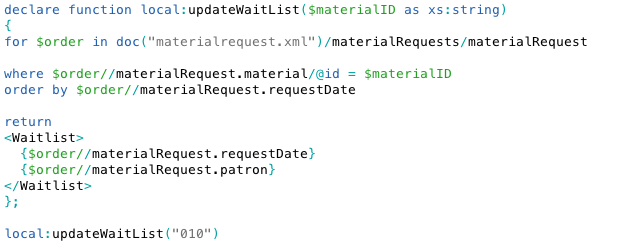 declare function local:updateWaitList($materialID as xs:string)
{
for $order in doc("materialrequest.xml")/materialRequests/materialRequest
where $order//materialRequest.material/@id = $materialID
order by $order//materialRequest.requestDate
return
<Waitlist>
{$order//materialRequest.requestDate}
{$order//materialRequest.patron}
</Waitlist>
};
local:updateWaitList("010")